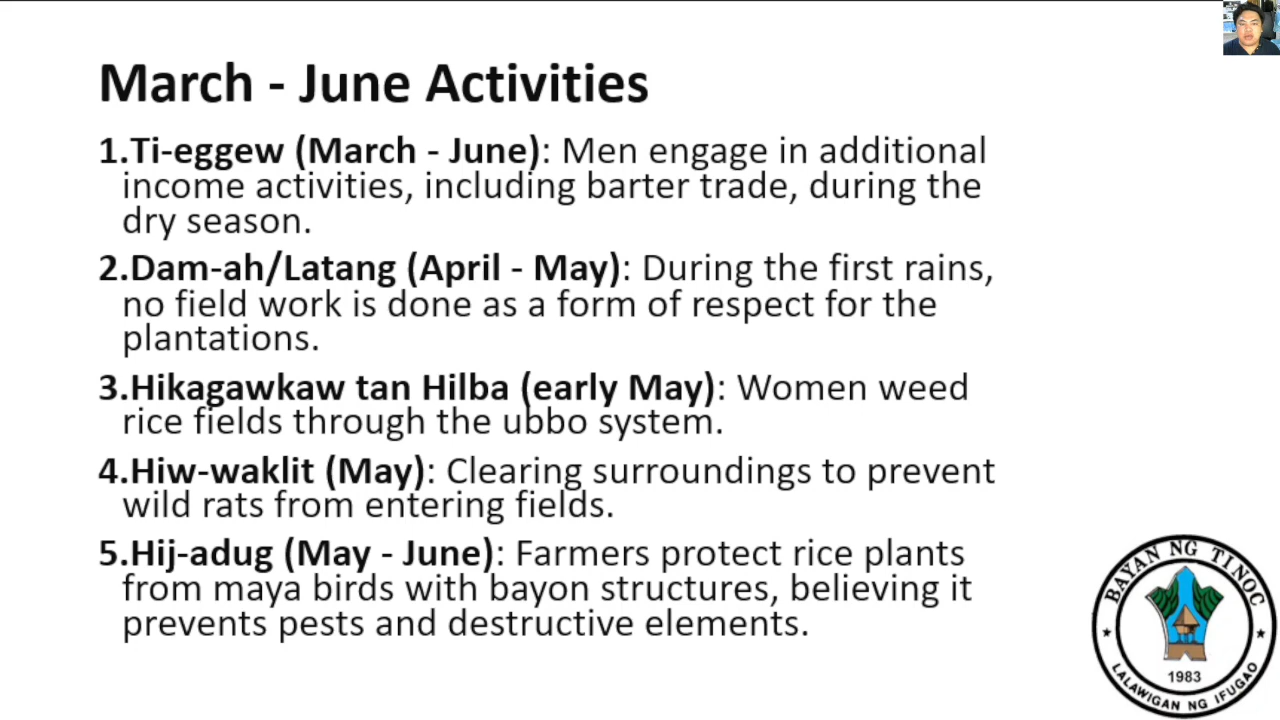 March - June Activities
1.Ti-eggew (March - June): Men engage in additional
income activities, including barter trade, during the
dry season.
2.Dam-ah/Latang (April - May): During the first rains,
no field work is done as a form of respect for the
plantations.
3.Hikagawkaw tan Hilba (early May): Women weed
rice fields through the ubbo system.
4.Hiw-waklit (May): Clearing surroundings to prevent
wild rats from entering fields.
5.Hij-adug (May - June): Farmers protect rice plants
from maya birds with bayon structures, believing it
prevents pests and destructive elements.
BAYAN NG TINOC
1983
LALAWIGAN NG IFUGAO